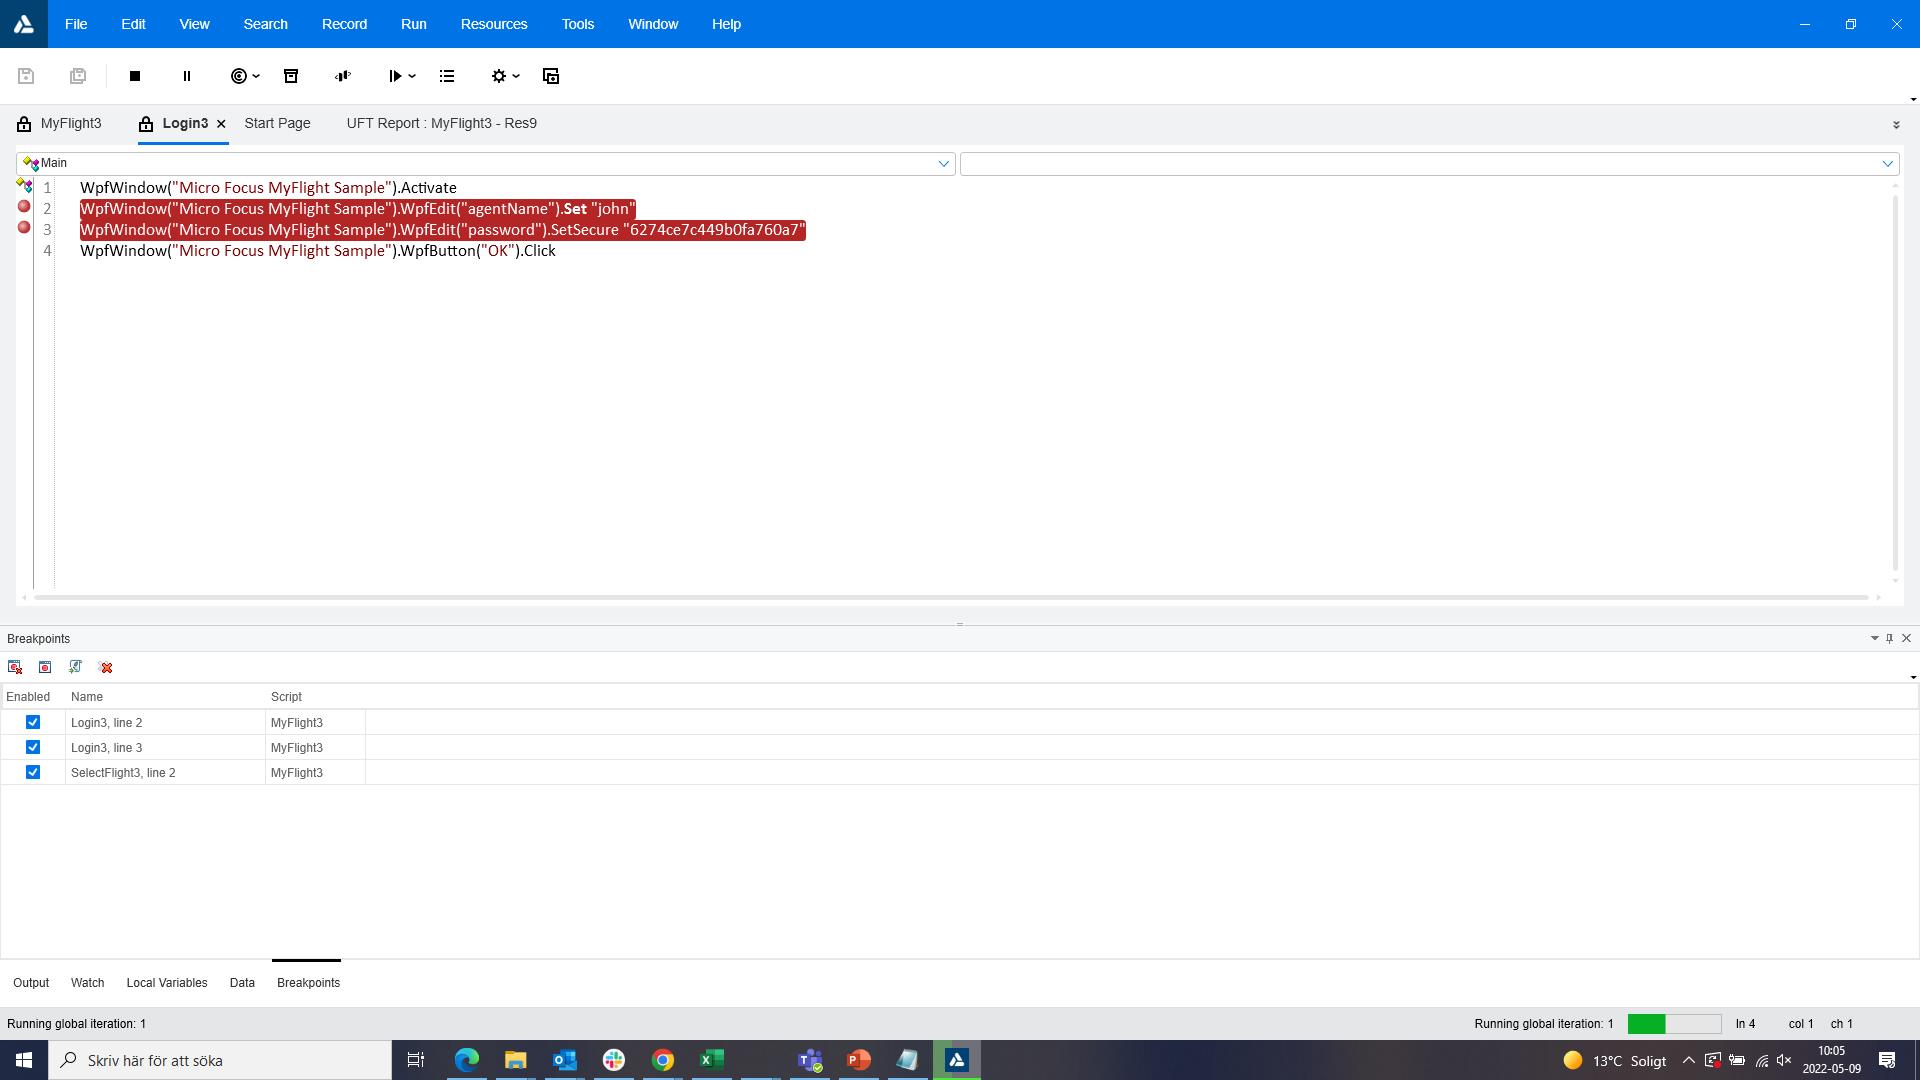 File Edit View Search Record Run Resources Tools Window Help
MyFlight3 Login3 Start Page UFT Report : MyFlight3 - Res9
Main
1 WpfWindow("Micro Focus MyFlight Sample").Activate
2 WpfWindow("Micro Focus MyFlight Sample").WpfEdit("agentName").Set "john"
3 WpfWindow("Micro Focus MyFlight Sample").WpfEdit("password").SetSecure "6274ce7c449b0fa760a7"
4 WpfWindow("Micro Focus MyFlight Sample").WpfButton("OK").Click
Breakpoints
Enabled Name Script
Login3, line 2 MyFlight3
Login3, line 3 MyFlight3
SelectFlight3, line 2 MyFlight3
Output Watch Local Variables Data Breakpoints
Running global iteration: 1 Running global iteration: 1 ln 4 col 1 ch 1
Skriv här för att söka 13°C Soligt 10:05
2022-05-09